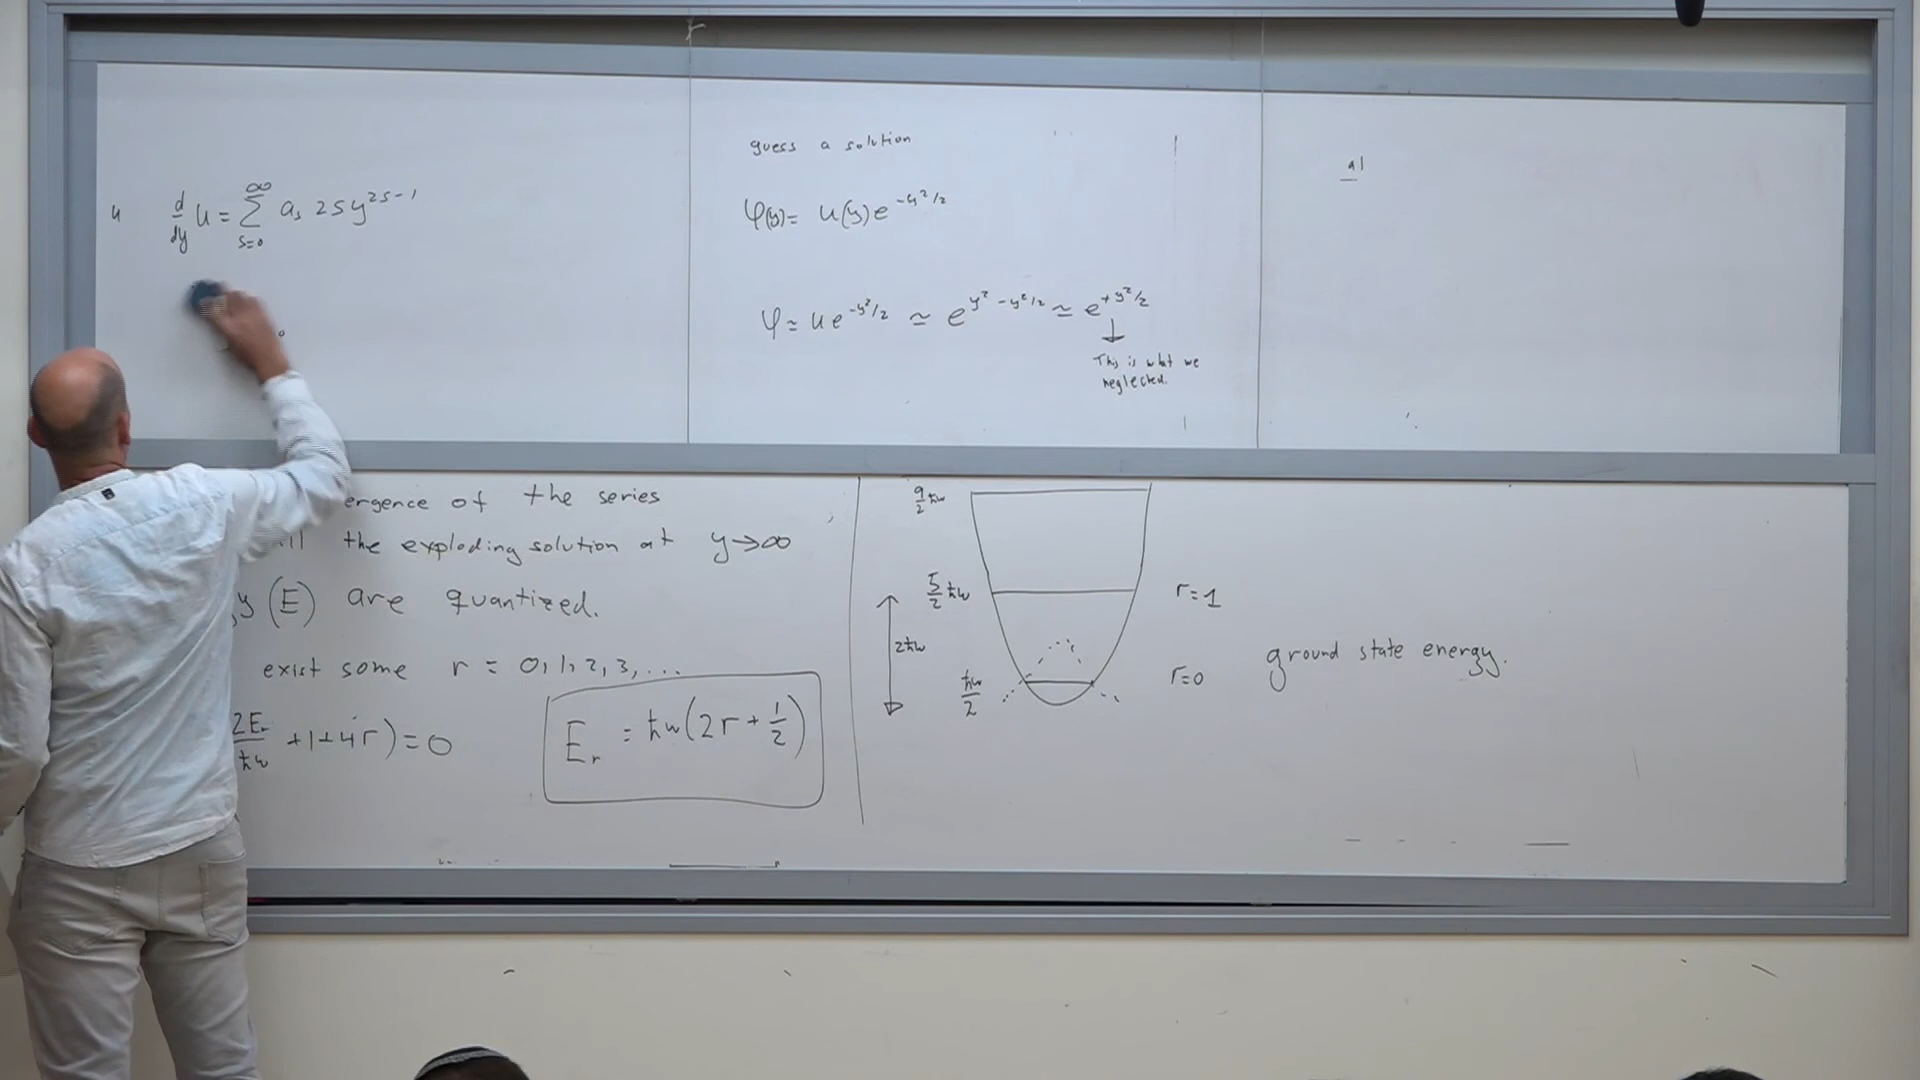 u d/dy u = ∑_{s=0}^{∞} a_s 2s y^{2s-1}
guess a solution
φ(y) = u(y) e^{-y²/2}
φ ≃ u e^{-y²/2} ≃ e^{y² - y²/2} ≃ e^{+y²/2}
This is what we
neglected.
al
ergence of the series
the exploding solution at y→∞
y (E) are quantized.
exist some r = 0, 1, 2, 3, ...
2E_r/ħω +1+4r) = 0
E_r = ħω(2r + 1/2)
9/2 ħω
5/2 ħω
r=1
2ħω
ħω/2
r=0
ground state energy.